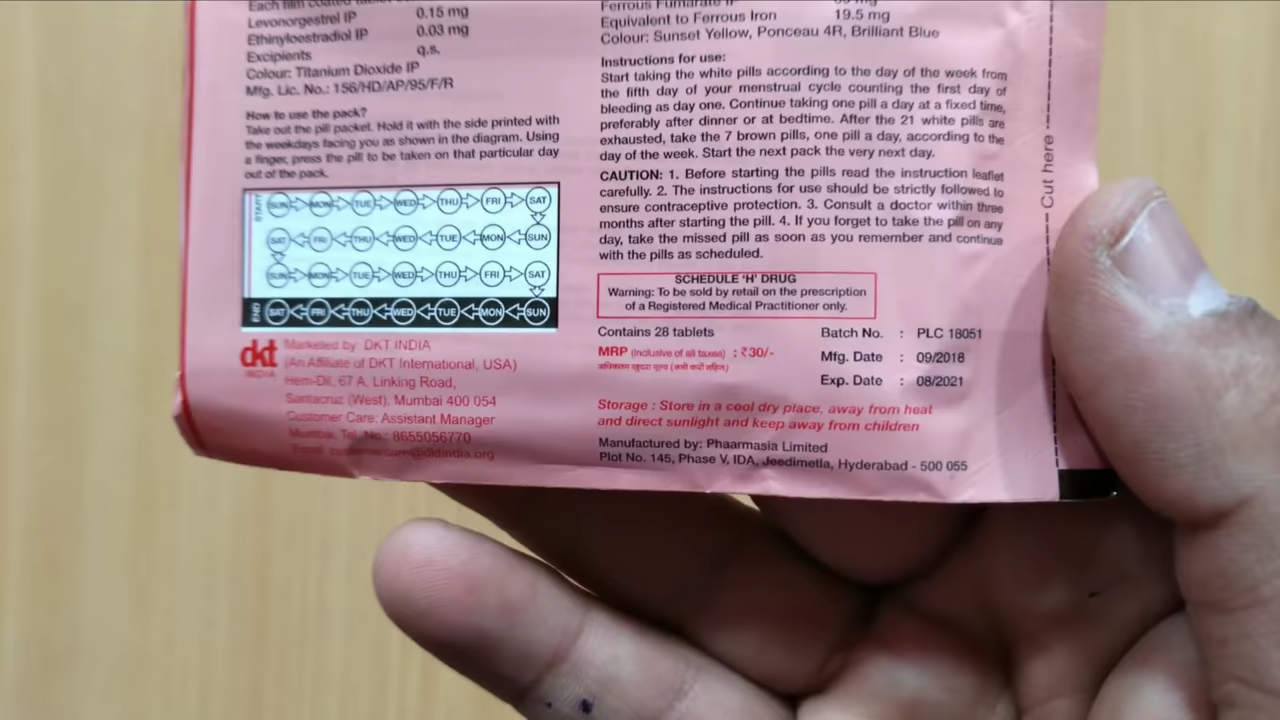 Each film coated tablet
Levonorgestrel IP 0.15 mg
Ethinyloestradiol IP 0.03 mg
Excipients q.s.
Colour: Titanium Dioxide IP
Mfg. Lic. No.: 156/HD/AP/95/F/R
How to use the pack?
Take out the pill packet. Hold it with the side printed with
the weekdays facing you as shown in the diagram. Using
a finger, press the pill to be taken on that particular day
out of the pack.
START SUN MON TUE WED THU FRI SAT
SAT FRI THU WED TUE MON SUN
SUN MON TUE WED THU FRI SAT
END SAT FRI THU WED TUE MON SUN
dkt
INDIA
Marketed by: DKT INDIA
(An Affiliate of DKT International, USA)
Hem-Dil, 67 A, Linking Road,
Santacruz (West), Mumbai 400 054
Customer Care: Assistant Manager
Mumbai, Tel. No.: 8655056770
Ferrous Fumarate IP
Equivalent to Ferrous Iron 19.5 mg
Colour: Sunset Yellow, Ponceau 4R, Brilliant Blue
Instructions for use:
Start taking the white pills according to the day of the week from
the fifth day of your menstrual cycle counting the first day of
bleeding as day one. Continue taking one pill a day at a fixed time,
preferably after dinner or at bedtime. After the 21 white pills are
exhausted, take the 7 brown pills, one pill a day, according to the
day of the week. Start the next pack the very next day.
CAUTION: 1. Before starting the pills read the instruction leaflet
carefully. 2. The instructions for use should be strictly followed to
ensure contraceptive protection. 3. Consult a doctor within three
months after starting the pill. 4. If you forget to take the pill on any
day, take the missed pill as soon as you remember and continue
with the pills as scheduled.
SCHEDULE 'H' DRUG
Warning: To be sold by retail on the prescription
of a Registered Medical Practitioner only.
Contains 28 tablets
MRP (Inclusive of all taxes) : ₹30/-
अधिकतम खुदरा मूल्य (सभी करों सहित)
Batch No. : PLC 18051
Mfg. Date : 09/2018
Exp. Date : 08/2021
Storage : Store in a cool dry place, away from heat
and direct sunlight and keep away from children
Manufactured by: Phaarmasia Limited
Plot No. 145, Phase V, IDA, Jeedimetla, Hyderabad - 500 055
Cut here